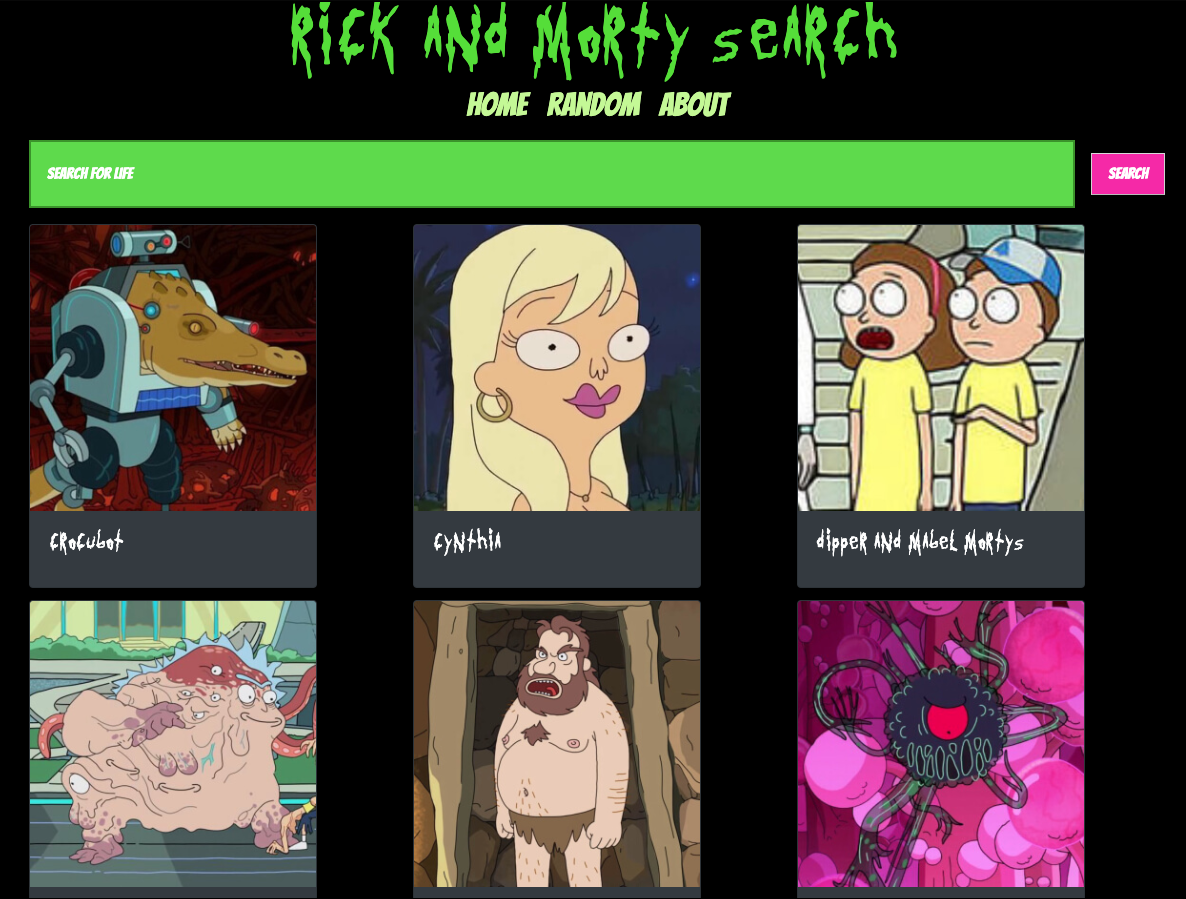 Rick and Morty Search
HOME RANDOM ABOUT
SEARCH FOR LIFE
SEARCH
Crocubot
Cynthia
Dipper and Mabel Mortys